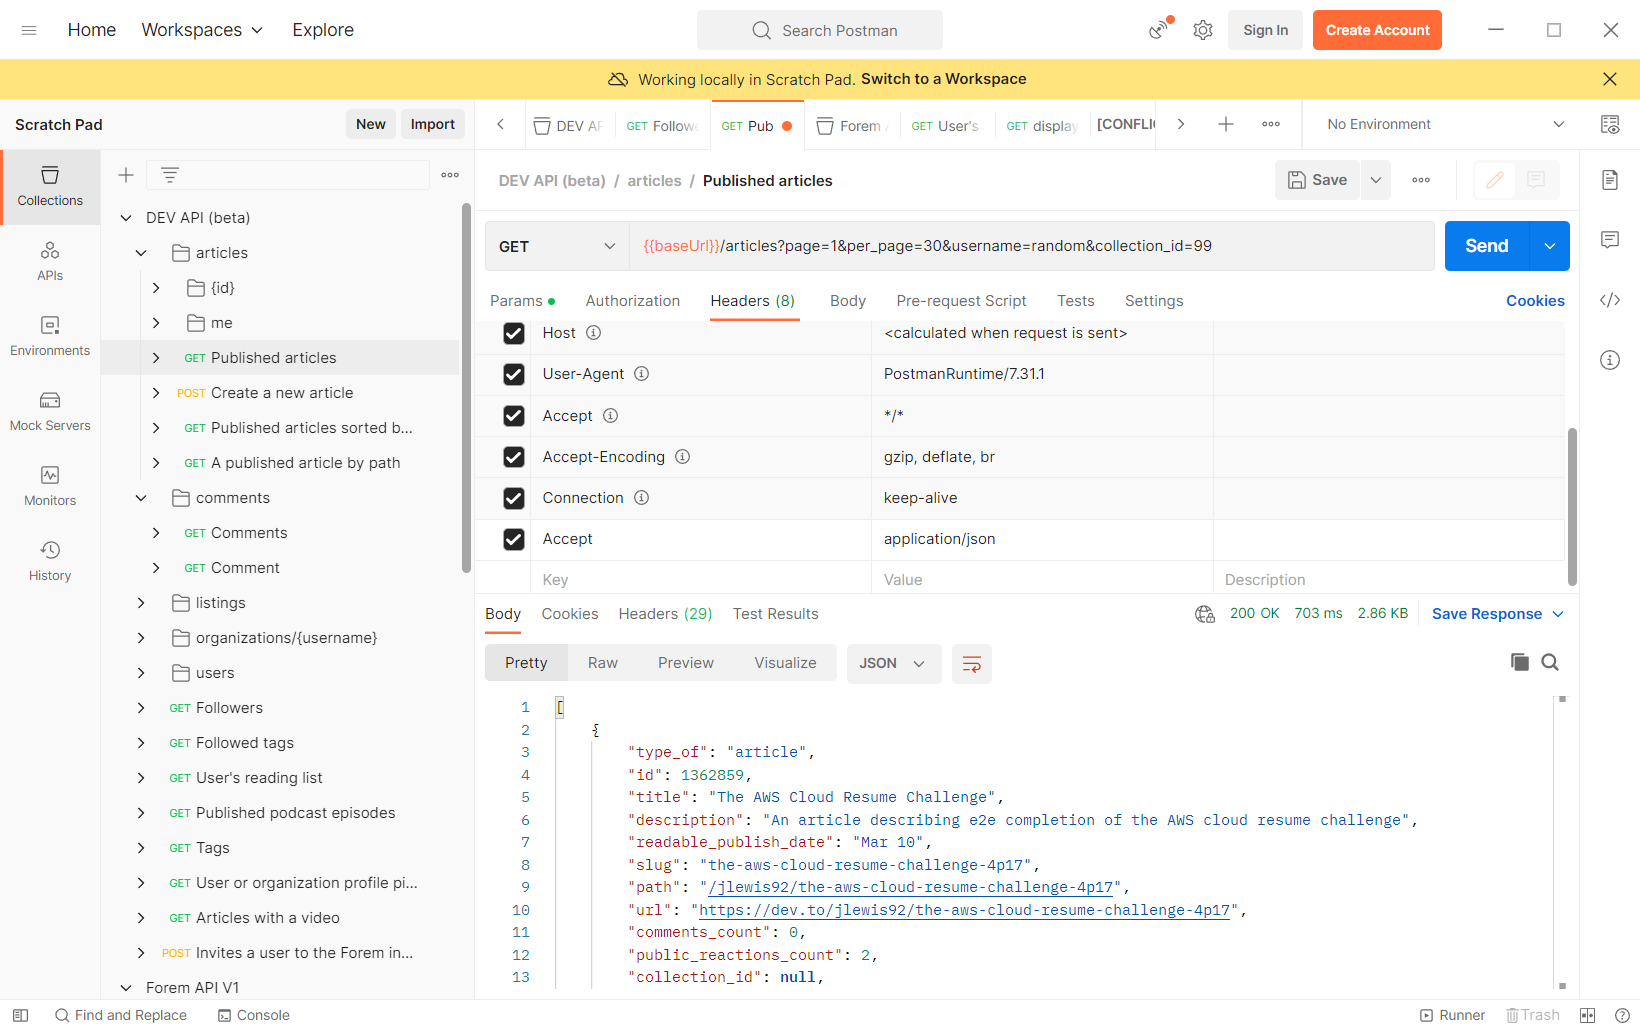 Home
Workspaces
Explore
Search Postman
Sign In
Create Account
Working locally in Scratch Pad. Switch to a Workspace
Scratch Pad
New
Import
DEV
GET Follow
GET Pub
Forem
GET User's
GET display
[CONFLI
No Environment
Collections
APIs
Environments
Mock Servers
Monitors
History
DEV API (beta)
articles
{id}
me
GET Published articles
POST Create a new article
GET Published articles sorted b...
GET A published article by path
comments
GET Comments
GET Comment
listings
organizations/{username}
users
GET Followers
GET Followed tags
GET User's reading list
GET Published podcast episodes
GET Tags
GET User or organization profile pi...
GET Articles with a video
POST Invites a user to the Forem in...
Forem API V1
DEV API (beta) / articles / Published articles
Save
GET
{{baseUrl}}/articles?page=1&per_page=30&username=random&collection_id=99
Send
Params
Authorization
Headers (8)
Body
Pre-request Script
Tests
Settings
Cookies
Host <calculated when request is sent>
User-Agent PostmanRuntime/7.31.1
Accept */*
Accept-Encoding gzip, deflate, br
Connection keep-alive
Accept application/json
Key Value Description
Body
Cookies
Headers (29)
Test Results
200 OK 703 ms 2.86 KB
Save Response
Pretty
Raw
Preview
Visualize
JSON
1 [
2 {
3 "type_of": "article",
4 "id": 1362859,
5 "title": "The AWS Cloud Resume Challenge",
6 "description": "An article describing e2e completion of the AWS cloud resume challenge",
7 "readable_publish_date": "Mar 10",
8 "slug": "the-aws-cloud-resume-challenge-4p17",
9 "path": "/jlewis92/the-aws-cloud-resume-challenge-4p17",
10 "url": "https://dev.to/jlewis92/the-aws-cloud-resume-challenge-4p17",
11 "comments_count": 0,
12 "public_reactions_count": 2,
13 "collection_id": null,
Find and Replace
Console
Runner
Trash